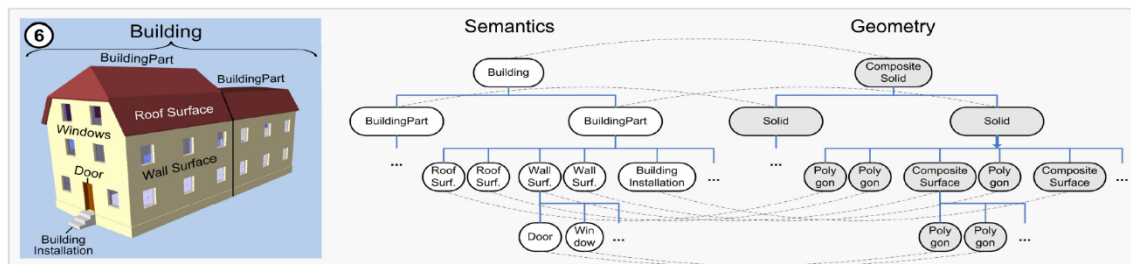 6
Building
BuildingPart
BuildingPart
Roof Surface
Windows
Wall Surface
Door
Building
Installation
Semantics
Geometry
Building
Composite
Solid
BuildingPart
BuildingPart
Solid
Solid
...
...
Roof
Surf.
Roof
Surf.
Wall
Surf.
Wall
Surf.
Building
Installation
...
Poly
gon
Poly
gon
Composite
Surface
Poly
gon
Composite
Surface
...
Door
Win
dow
...
Poly
gon
Poly
gon
...